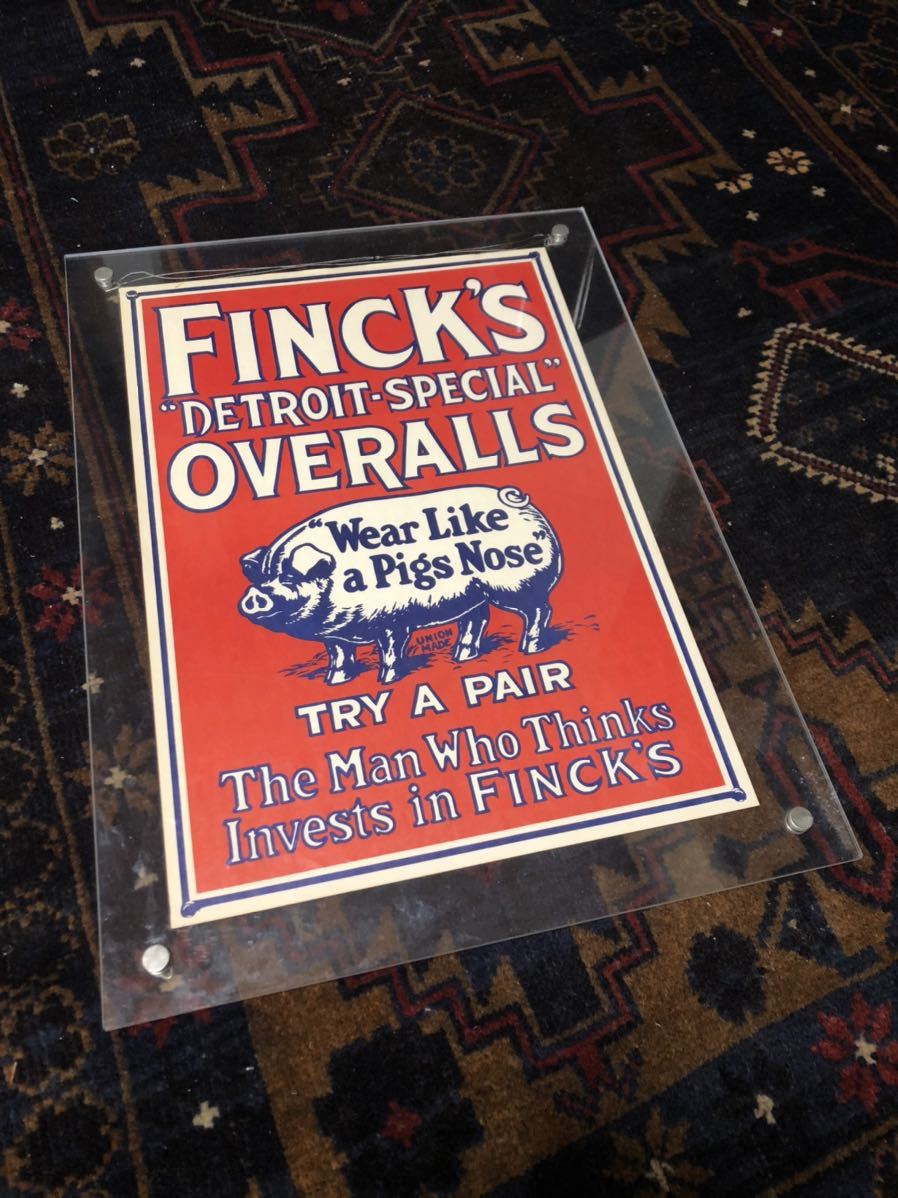 FINCK'S
"DETROIT-SPECIAL"
OVERALLS
"Wear Like
a Pigs Nose"
UNION
MADE
TRY A PAIR
The Man Who Thinks
Invests in FINCK'S